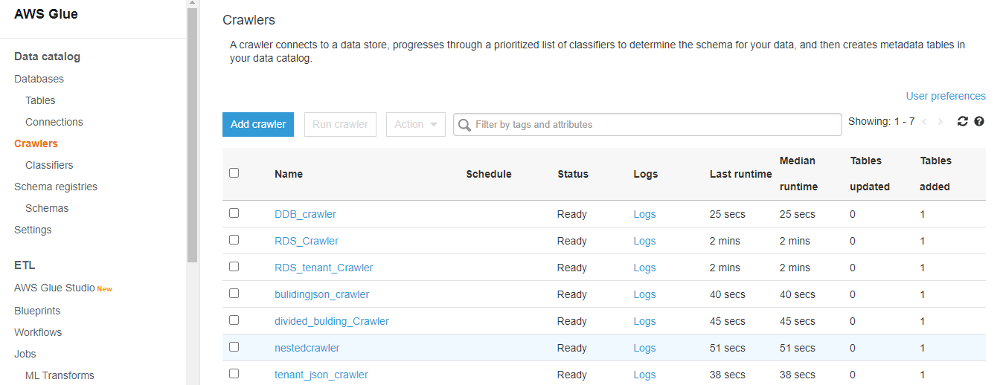 AWS Glue
Data catalog
Databases
Tables
Connections
Crawlers
Classifiers
Schema registries
Schemas
Settings
ETL
AWS Glue Studio New
Blueprints
Workflows
Jobs
ML Transforms
Crawlers
A crawler connects to a data store, progresses through a prioritized list of classifiers to determine the schema for your data, and then creates metadata tables in
your data catalog.
User preferences
Add crawler Run crawler Action Filter by tags and attributes Showing: 1 - 7
Name Schedule Status Logs Last runtime Median runtime Tables updated Tables added
DDB_crawler Ready Logs 25 secs 25 secs 0 1
RDS_Crawler Ready Logs 2 mins 2 mins 0 1
RDS_tenant_Crawler Ready Logs 2 mins 2 mins 0 1
bulidingjson_crawler Ready Logs 40 secs 40 secs 0 1
divided_bulding_Crawler Ready Logs 45 secs 45 secs 0 1
nestedcrawler Ready Logs 51 secs 51 secs 0 1
tenant_json_crawler Ready Logs 38 secs 38 secs 0 1